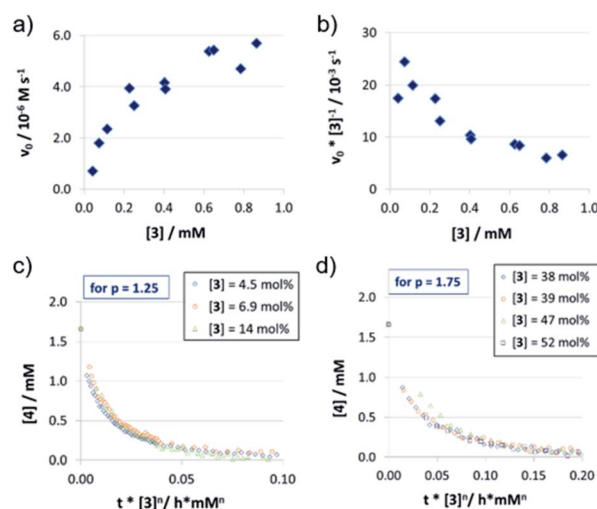 a)
v₀ / 10⁻⁶ M s⁻¹
6.0
4.0
2.0
0.0
0.0 0.2 0.4 0.6 0.8 1.0
[3] / mM
b)
v₀ * [3]⁻¹ / 10⁻³ s⁻¹
30
20
10
0
0.0 0.2 0.4 0.6 0.8 1.0
[3] / mM
c)
for p = 1.25
[3] = 4.5 mol%
[3] = 6.9 mol%
[3] = 14 mol%
[4] / mM
2.0
1.5
1.0
0.5
0.0
0.00 0.05 0.10
t * [3]ⁿ/ h*mMⁿ
d)
for p = 1.75
[3] = 38 mol%
[3] = 39 mol%
[3] = 47 mol%
[3] = 52 mol%
[4] / mM
2.0
1.5
1.0
0.5
0.0
0.00 0.05 0.10 0.15 0.20
t * [3]ⁿ/ h*mMⁿ